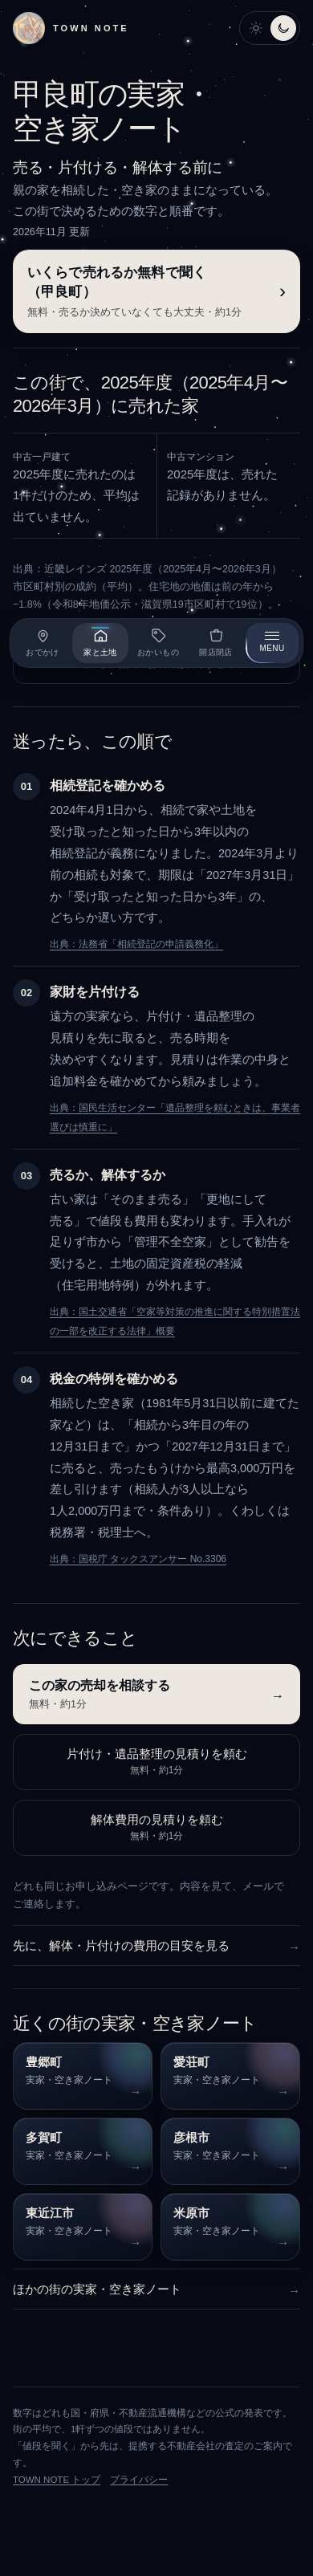 TOWN NOTE
甲良町の実家・
空き家ノート
売る・片付ける・解体する前に
親の家を相続した・空き家のままになっている。
この街で決めるための数字と順番です。
2026年11月 更新
いくらで売れるか無料で聞く
（甲良町）
無料・売るか決めていなくても大丈夫・約1分
›
この街で、2025年度（2025年4月〜
2026年3月）に売れた家
中古一戸建て
2025年度に売れたのは
1件だけのため、平均は
出ていません。
中古マンション
2025年度は、売れた
記録がありません。
出典：近畿レインズ 2025年度（2025年4月〜2026年3月）
市区町村別の成約（平均）。住宅地の地価は前の年から
−1.8%（令和8年地価公示・滋賀県19市区町村で19位）。
おでかけ
家と土地
おかいもの
開店閉店
MENU
迷ったら、この順で
01
相続登記を確かめる
2024年4月1日から、相続で家や土地を
受け取ったと知った日から3年以内の
相続登記が義務になりました。2024年3月より
前の相続も対象で、期限は「2027年3月31日」
か「受け取ったと知った日から3年」の、
どちらか遅い方です。
出典：法務省「相続登記の申請義務化」
02
家財を片付ける
遠方の実家なら、片付け・遺品整理の
見積りを先に取ると、売る時期を
決めやすくなります。見積りは作業の中身と
追加料金を確かめてから頼みましょう。
出典：国民生活センター「遺品整理を頼むときは、事業者
選びは慎重に」
03
売るか、解体するか
古い家は「そのまま売る」「更地にして
売る」で値段も費用も変わります。手入れが
足りず市から「管理不全空家」として勧告を
受けると、土地の固定資産税の軽減
（住宅用地特例）が外れます。
出典：国土交通省「空家等対策の推進に関する特別措置法
の一部を改正する法律」概要
04
税金の特例を確かめる
相続した空き家（1981年5月31日以前に建てた
家など）は、「相続から3年目の年の
12月31日まで」かつ「2027年12月31日まで」
に売ると、売ったもうけから最高3,000万円を
差し引けます（相続人が3人以上なら
1人2,000万円まで・条件あり）。くわしくは
税務署・税理士へ。
出典：国税庁 タックスアンサー No.3306
次にできること
この家の売却を相談する
無料・約1分
→
片付け・遺品整理の見積りを頼む
無料・約1分
解体費用の見積りを頼む
無料・約1分
どれも同じお申し込みページです。内容を見て、メールで
ご連絡します。
先に、解体・片付けの費用の目安を見る
→
近くの街の実家・空き家ノート
豊郷町
実家・空き家ノート
→
愛荘町
実家・空き家ノート
→
多賀町
実家・空き家ノート
→
彦根市
実家・空き家ノート
→
東近江市
実家・空き家ノート
→
米原市
実家・空き家ノート
→
ほかの街の実家・空き家ノート
→
数字はどれも国・府県・不動産流通機構などの公式の発表です。
街の平均で、1軒ずつの値段ではありません。
「値段を聞く」から先は、提携する不動産会社の査定のご案内で
す。
TOWN NOTE トップ プライバシー